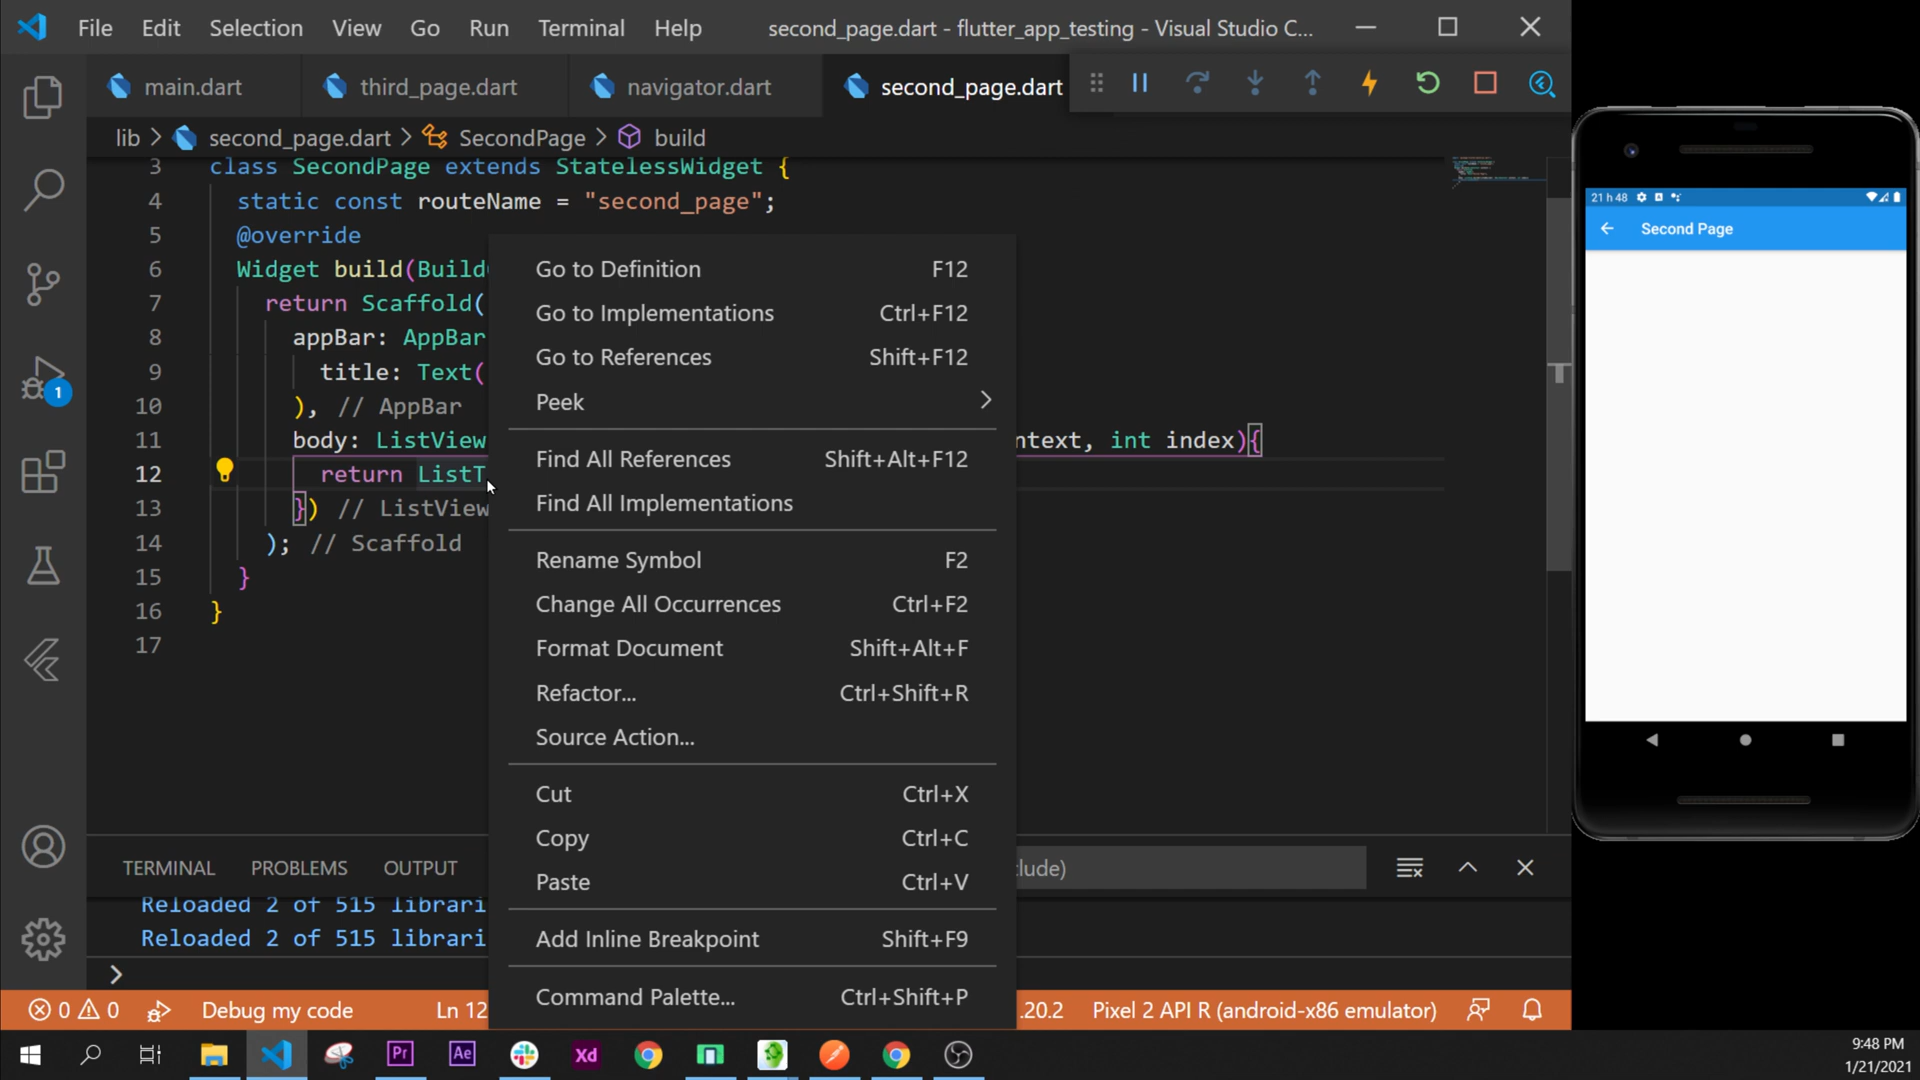 File Edit Selection View Go Run Terminal Help second_page.dart - flutter_app_testing - Visual Studio C...
main.dart third_page.dart navigator.dart second_page.dart
lib > second_page.dart > SecondPage > build
3 class SecondPage extends StatelessWidget {
4 static const routeName = "second_page";
5 @override
6 Widget build(Build
7 return Scaffold(
8 appBar: AppBar
9 title: Text(
10 ), // AppBar
11 body: ListView ntext, int index){
12 return ListT
13 }) // ListView
14 ); // Scaffold
15 }
16 }
17
Go to Definition F12
Go to Implementations Ctrl+F12
Go to References Shift+F12
Peek >
Find All References Shift+Alt+F12
Find All Implementations
Rename Symbol F2
Change All Occurrences Ctrl+F2
Format Document Shift+Alt+F
Refactor... Ctrl+Shift+R
Source Action...
Cut Ctrl+X
Copy Ctrl+C
Paste Ctrl+V
Add Inline Breakpoint Shift+F9
Command Palette... Ctrl+Shift+P
1
TERMINAL PROBLEMS OUTPUT lude)
Reloaded 2 of 515 librari
Reloaded 2 of 515 librari
>
0 0 Debug my code Ln 12 .20.2 Pixel 2 API R (android-x86 emulator)
Pr Ae Xd
9:48 PM
1/21/2021
21 h 48
Second Page